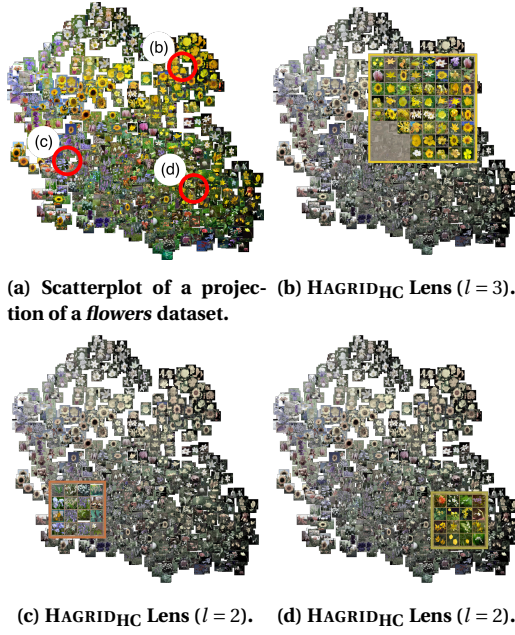 (b)
(c)
(d)
(a) Scatterplot of a projec-
tion of a flowers dataset.
(b) HAGRIDHC Lens (l = 3).
(c) HAGRIDHC Lens (l = 2).
(d) HAGRIDHC Lens (l = 2).